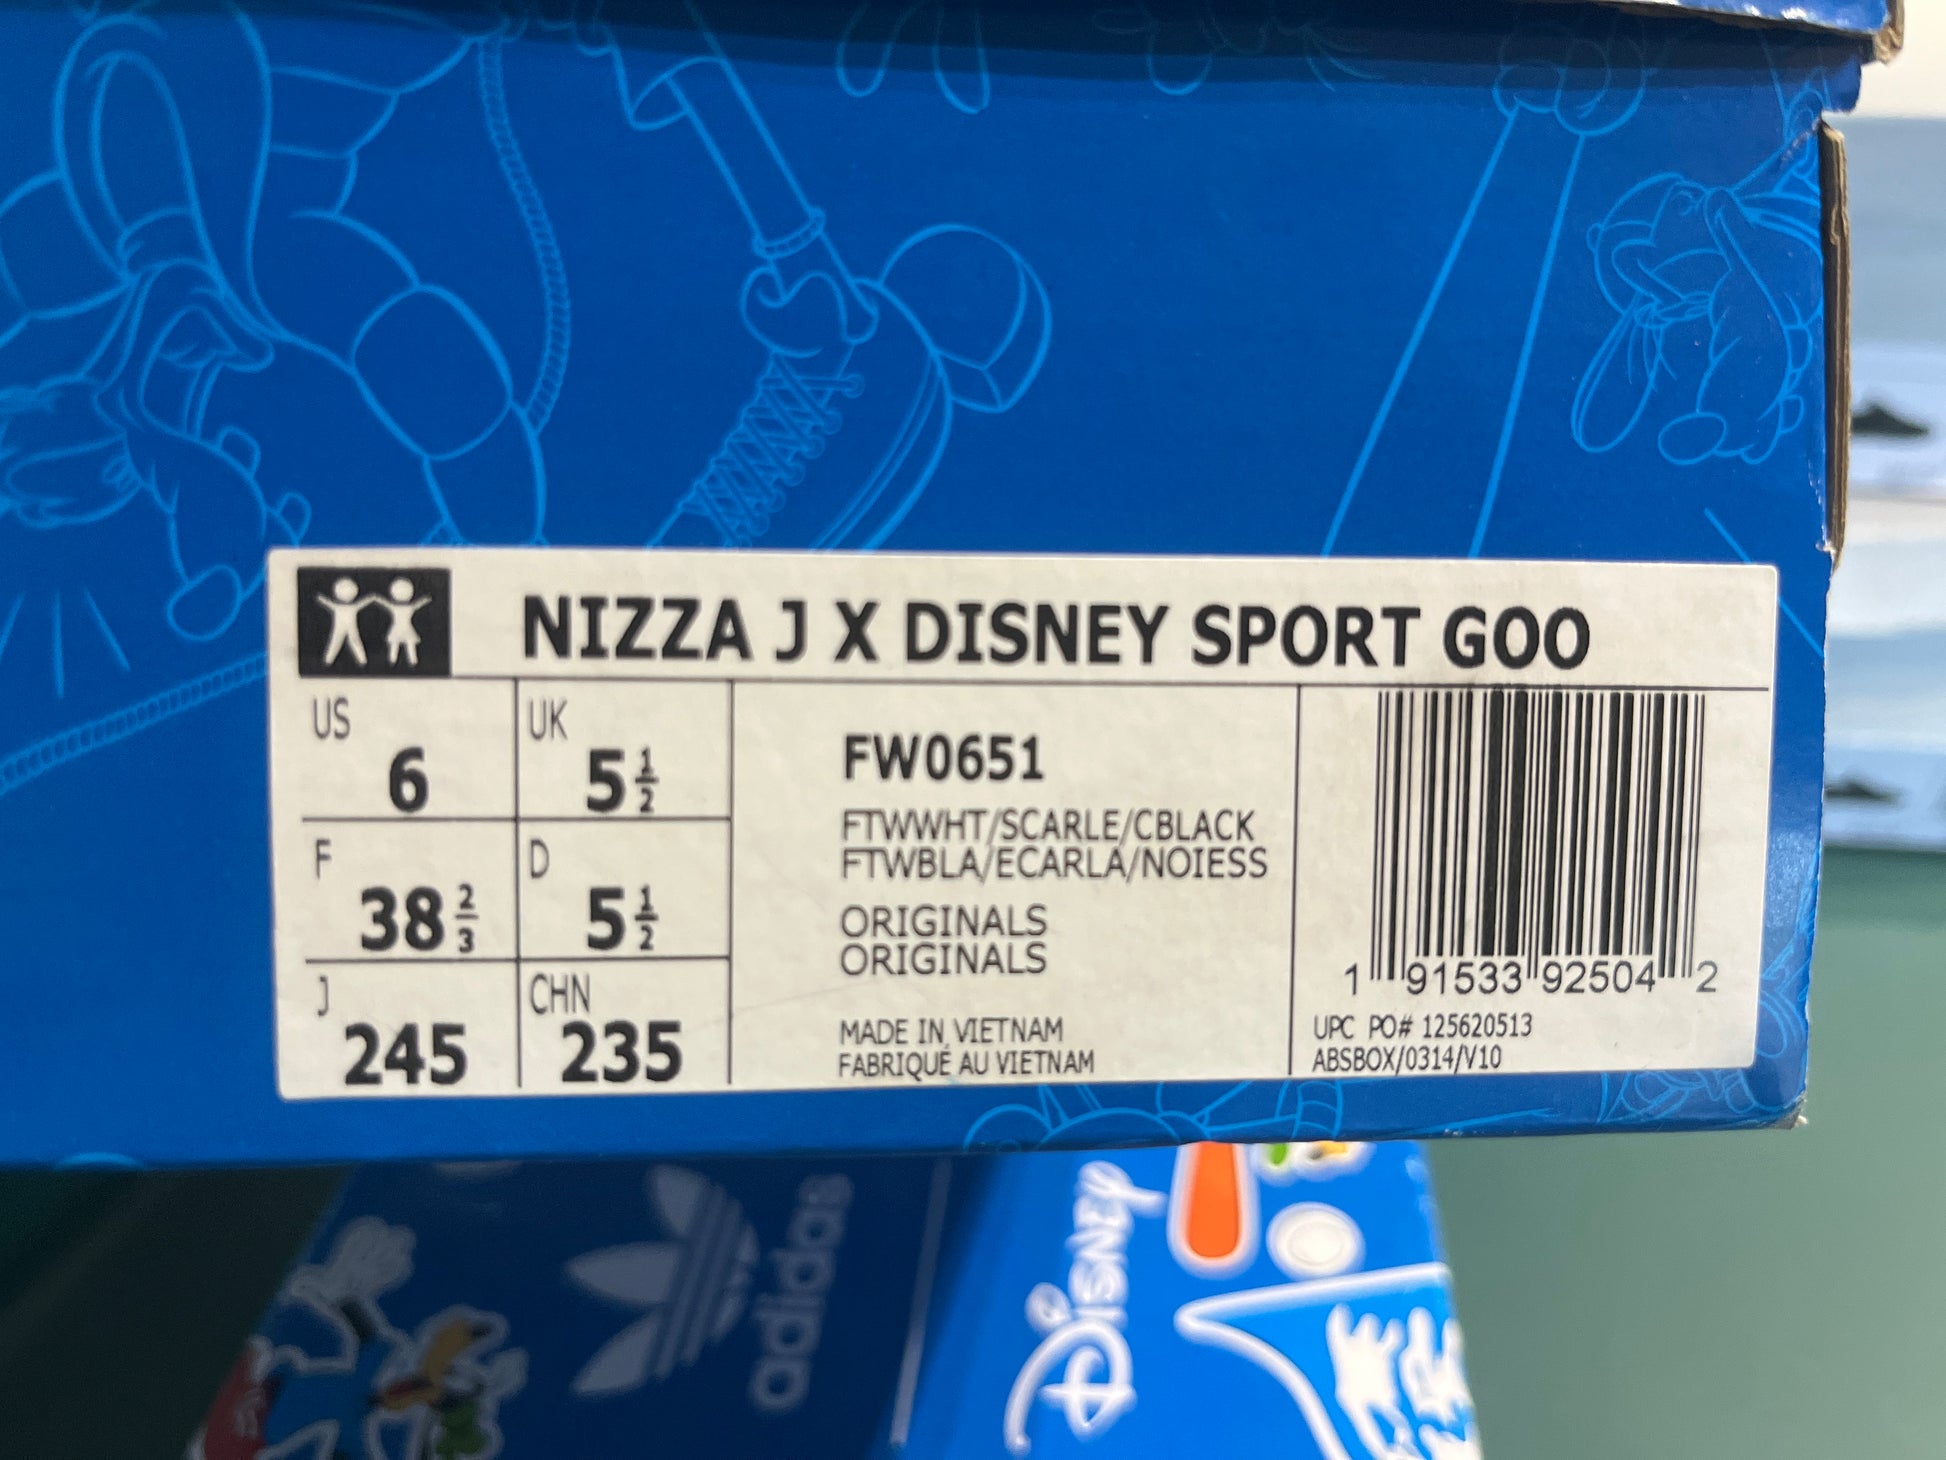 NIZZA J X DISNEY SPORT GOO
US 6 UK 5 1/2
F 38 2/3 D 5 1/2
J 245 CHN 235
FW0651
FTWWHT/SCARLE/CBLACK
FTWBLA/ECARLA/NOIESS
ORIGINALS
ORIGINALS
MADE IN VIETNAM
FABRIQUÉ AU VIETNAM
1 91533 92504 2
UPC PO# 125620513
ABSBOX/0314/V10
adidas
Disney